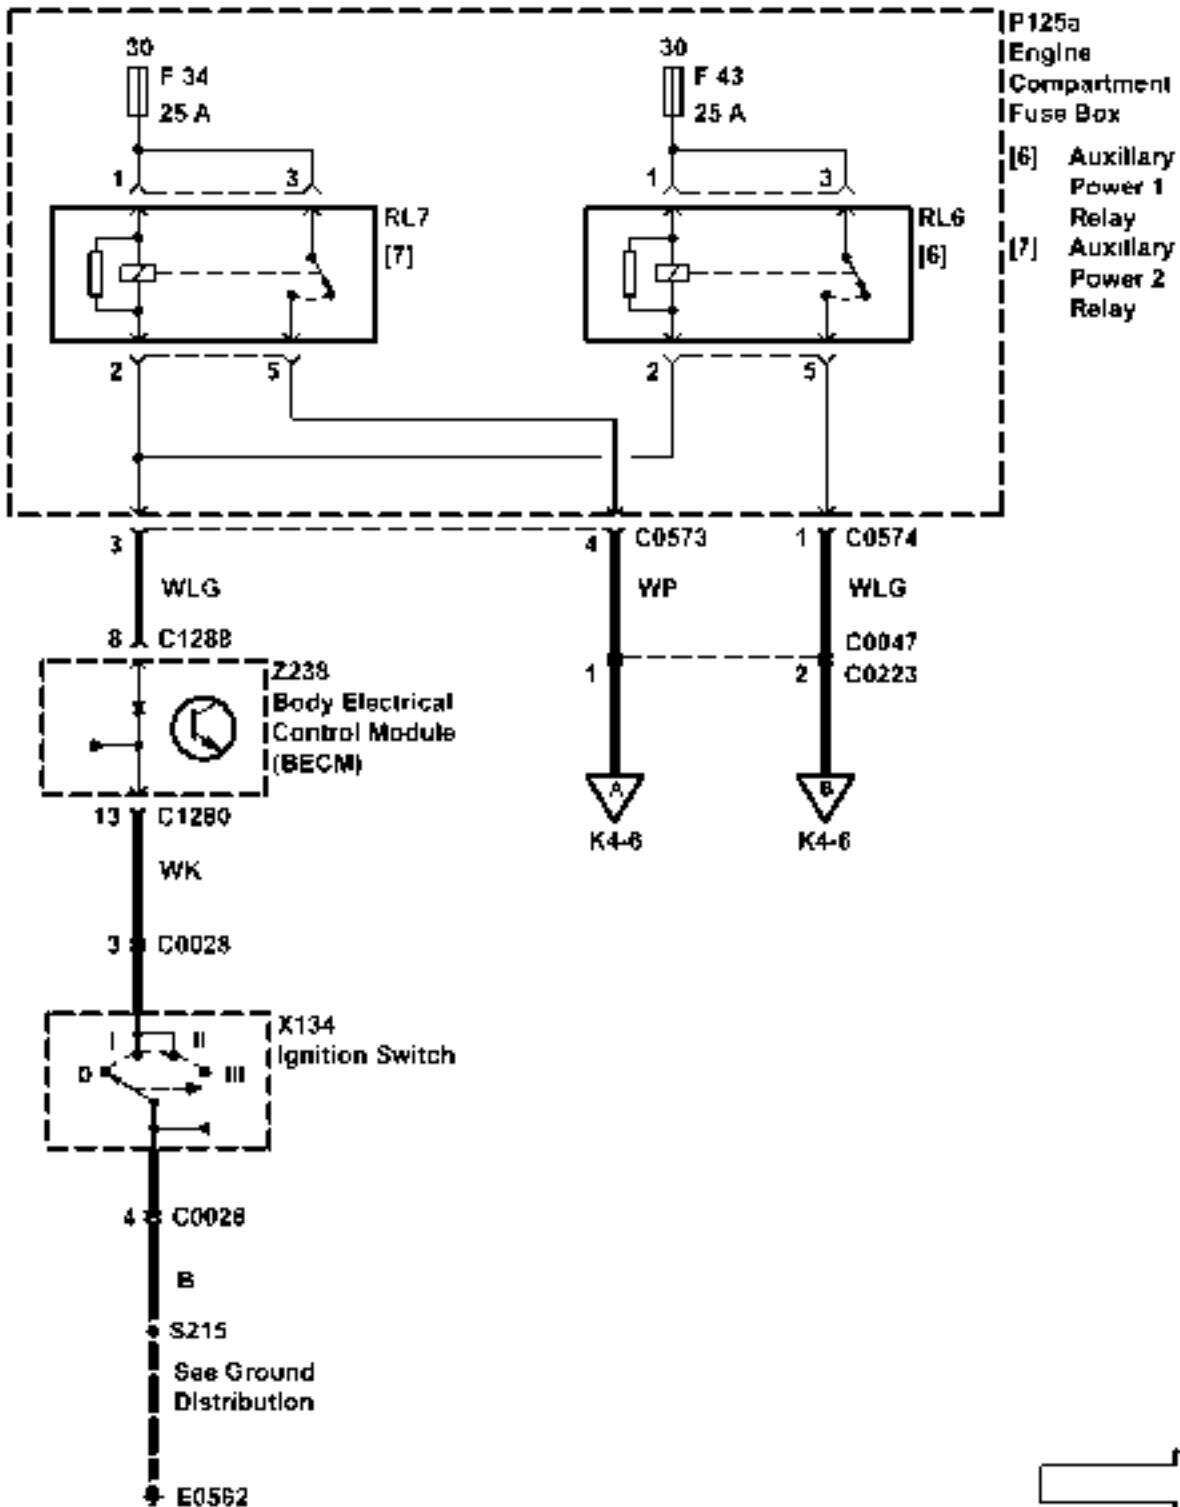 P125a
Engine
Compartment
Fuse Box
[6] Auxiliary
Power 1
Relay
[7] Auxiliary
Power 2
Relay
30
F 34
25 A
30
F 43
25 A
1
3
1
3
RL7
[7]
RL6
[6]
2
5
2
5
3
4
C0573
1
C0574
WLG
WP
WLG
8
C1288
C0047
1
2
C0223
Z238
Body Electrical
Control Module
(BECM)
A
B
K4-6
K4-6
13
C1280
WK
3
C0028
X134
Ignition Switch
I
II
0
III
4
C0028
B
S215
See Ground
Distribution
E0562